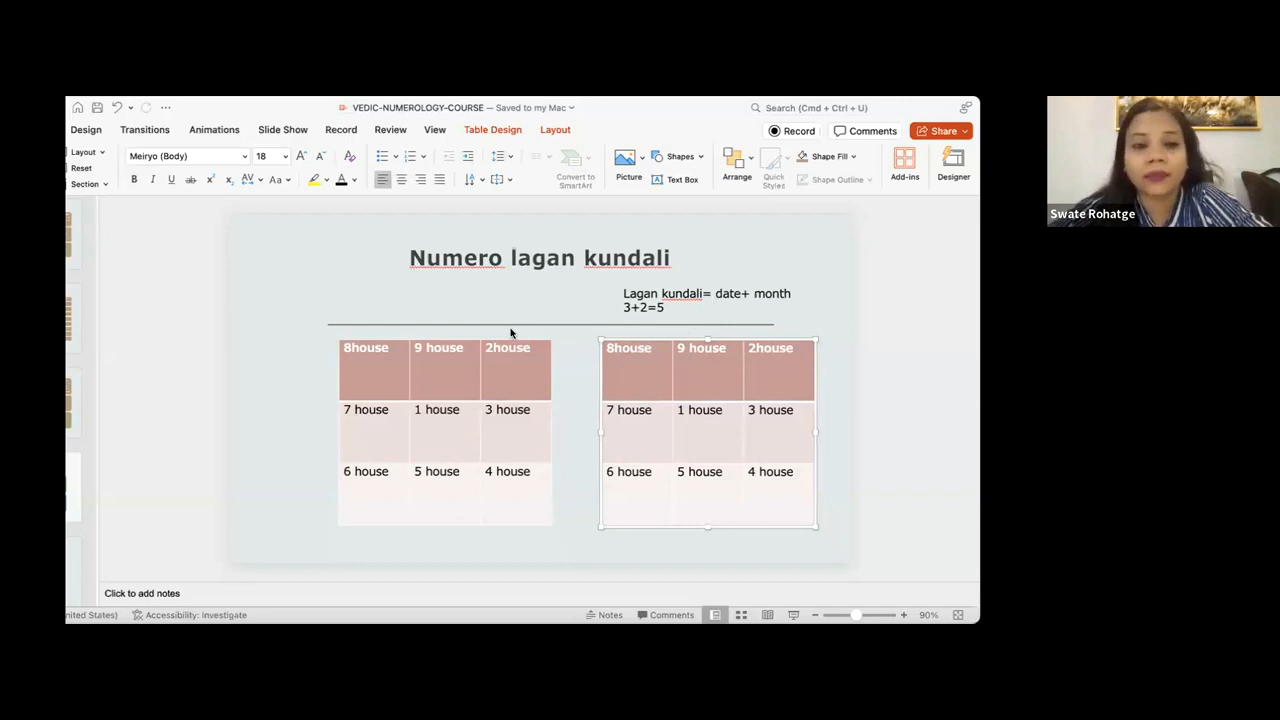 VEDIC-NUMEROLOGY-COURSE — Saved to my Mac
Search (Cmd + Ctrl + U)
Design Transitions Animations Slide Show Record Review View Table Design Layout
Record Comments Share
Layout
Reset
Section
Meiryo (Body) 18
Convert to SmartArt
Picture
Shapes
Text Box
Arrange
Quick Styles
Shape Fill
Shape Outline
Add-ins
Designer
Swate Rohatge
Numero lagan kundali
Lagan kundali= date+ month
3+2=5
8house 9 house 2house
7 house 1 house 3 house
6 house 5 house 4 house
8house 9 house 2house
7 house 1 house 3 house
6 house 5 house 4 house
Click to add notes
nited States) Accessibility: Investigate Notes Comments 90%